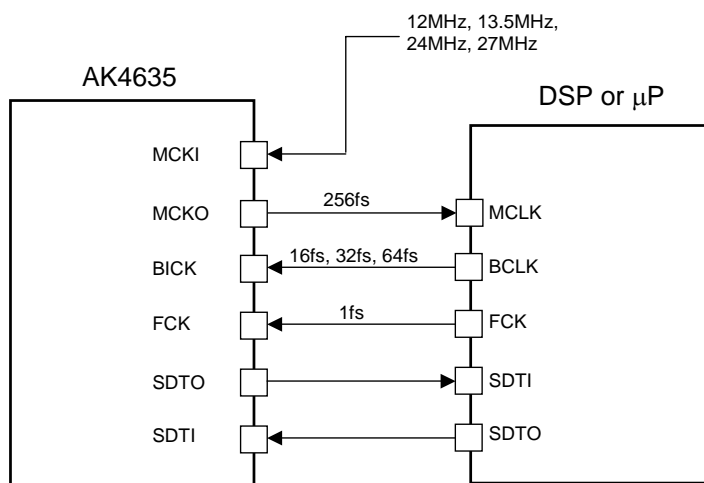 12MHz, 13.5MHz,
24MHz, 27MHz
AK4635
DSP or μP
MCKI
MCKO
256fs
MCLK
BICK
16fs, 32fs, 64fs
BCLK
FCK
1fs
FCK
SDTO
SDTI
SDTI
SDTO